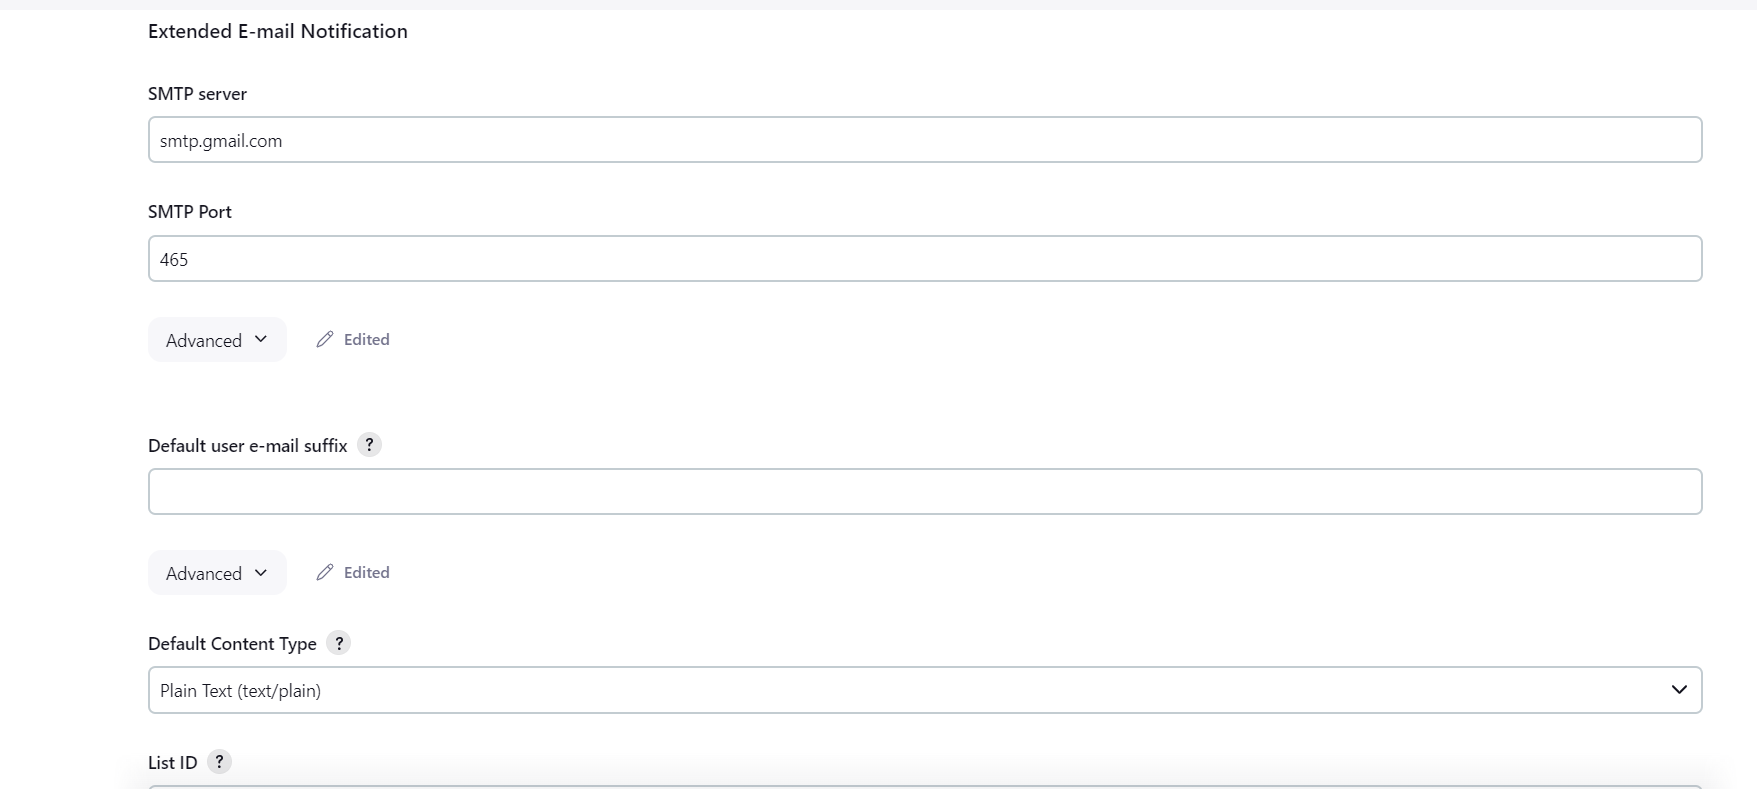 Extended E-mail Notification
SMTP server
smtp.gmail.com
SMTP Port
465
Advanced
Edited
Default user e-mail suffix ?
Advanced
Edited
Default Content Type ?
Plain Text (text/plain)
List ID ?